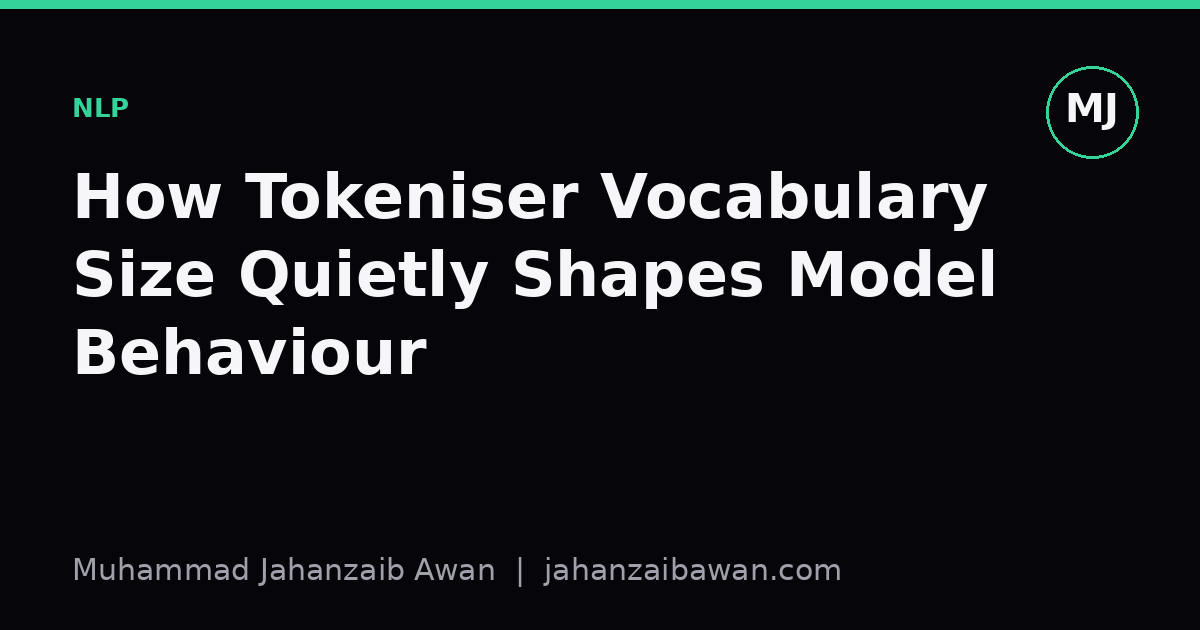 NLP
MJ
How Tokeniser Vocabulary
Size Quietly Shapes Model
Behaviour
Muhammad Jahanzaib Awan | jahanzaibawan.com